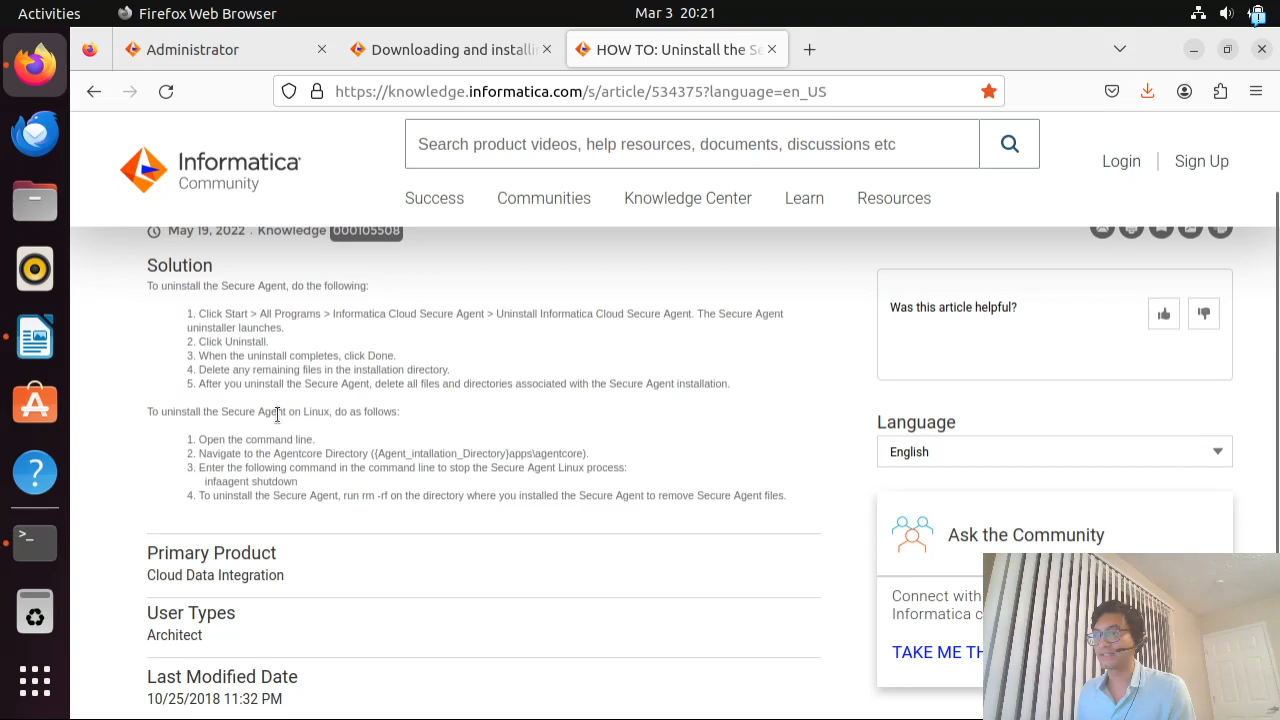 Activities
Firefox Web Browser
Mar 3 20:21
Administrator
Downloading and installi
HOW TO: Uninstall the Se
https://knowledge.informatica.com/s/article/534375?language=en_US
Informatica
Community
Search product videos, help resources, documents, discussions etc
Login
Sign Up
Success
Communities
Knowledge Center
Learn
Resources
May 19, 2022 . Knowledge 000105508
Solution
To uninstall the Secure Agent, do the following:
1. Click Start > All Programs > Informatica Cloud Secure Agent > Uninstall Informatica Cloud Secure Agent. The Secure Agent
uninstaller launches.
2. Click Uninstall.
3. When the uninstall completes, click Done.
4. Delete any remaining files in the installation directory.
5. After you uninstall the Secure Agent, delete all files and directories associated with the Secure Agent installation.
To uninstall the Secure Agent on Linux, do as follows:
1. Open the command line.
2. Navigate to the Agentcore Directory ({Agent_intallation_Directory}apps\agentcore).
3. Enter the following command in the command line to stop the Secure Agent Linux process:
infaagent shutdown
4. To uninstall the Secure Agent, run rm -rf on the directory where you installed the Secure Agent to remove Secure Agent files.
Primary Product
Cloud Data Integration
User Types
Architect
Last Modified Date
10/25/2018 11:32 PM
Was this article helpful?
Language
English
Ask the Community
Connect with
Informatica c
TAKE ME TH